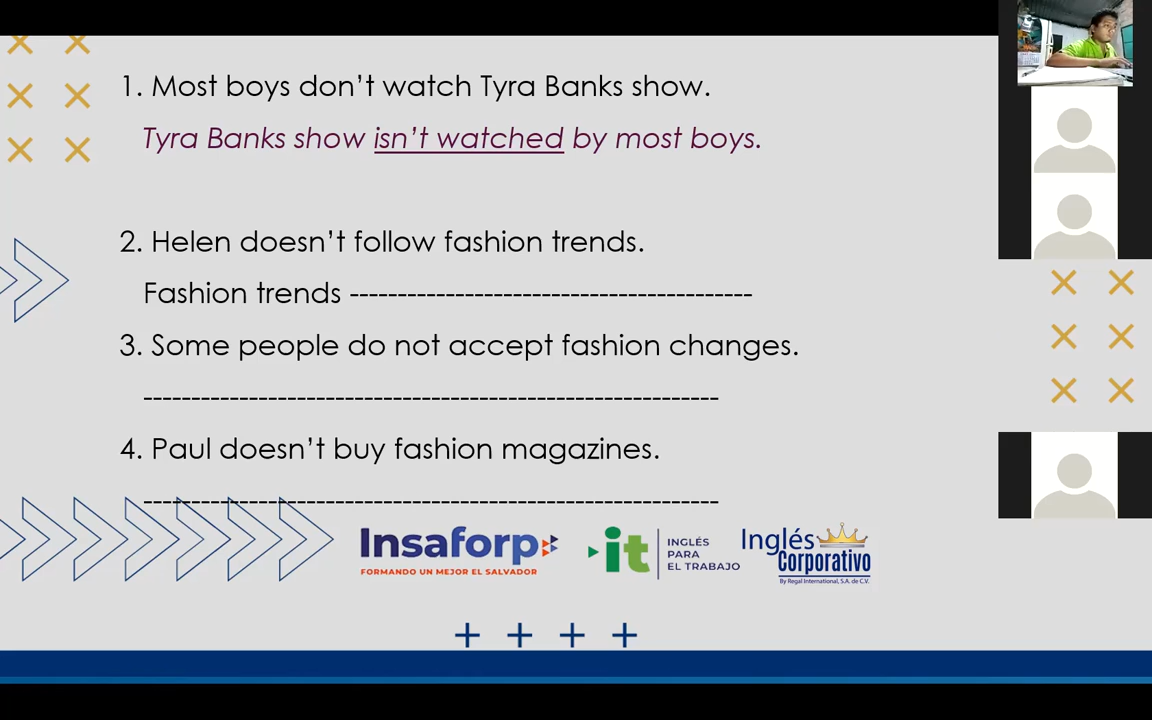 1. Most boys don’t watch Tyra Banks show.
Tyra Banks show isn’t watched by most boys.
2. Helen doesn’t follow fashion trends.
Fashion trends ------------------------------------------
3. Some people do not accept fashion changes.
------------------------------------------------------------
4. Paul doesn’t buy fashion magazines.
------------------------------------------------------------
Insaforp
FORMANDO UN MEJOR EL SALVADOR
it
INGLÉS
PARA
EL TRABAJO
Inglés
Corporativo
By Regal International, S.A. de C.V.